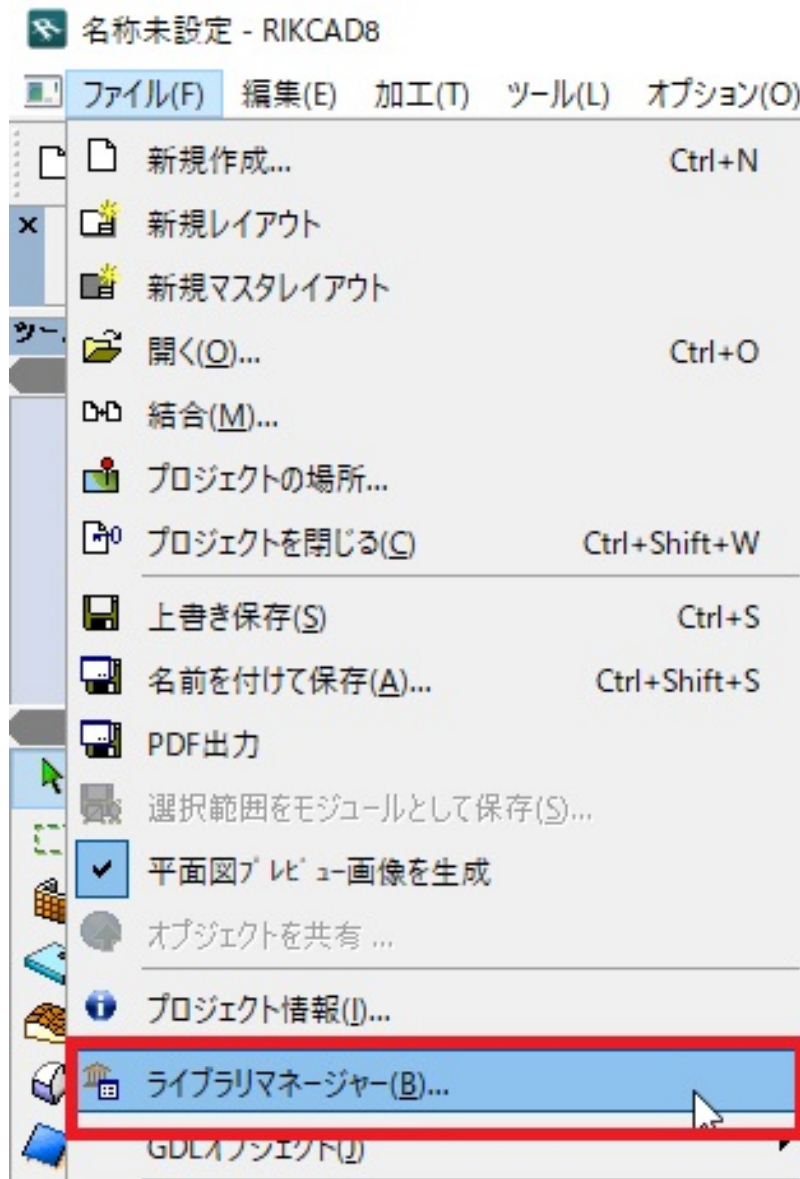 名称未設定 - RIKCAD8
ファイル(F) 編集(E) 加工(T) ツール(L) オプション(O)
新規作成... Ctrl+N
新規レイアウト
新規マスタレイアウト
ツー
開く(O)... Ctrl+O
結合(M)...
プロジェクトの場所...
プロジェクトを閉じる(C) Ctrl+Shift+W
上書き保存(S) Ctrl+S
名前を付けて保存(A)... Ctrl+Shift+S
PDF出力
選択範囲をモジュールとして保存(S)...
平面図プレビュー画像を生成
オブジェクトを共有 ...
プロジェクト情報(I)...
ライブラリマネージャー(B)...
GDLオブジェクト(J)